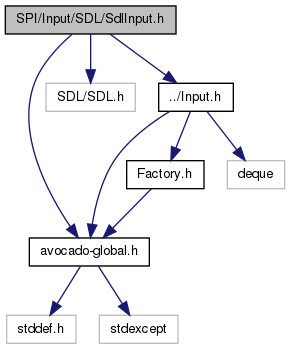 SPI/Input/SDL/SdlInput.h
SDL/SDL.h
../Input.h
Factory.h
deque
avocado-global.h
stddef.h
stdexcept